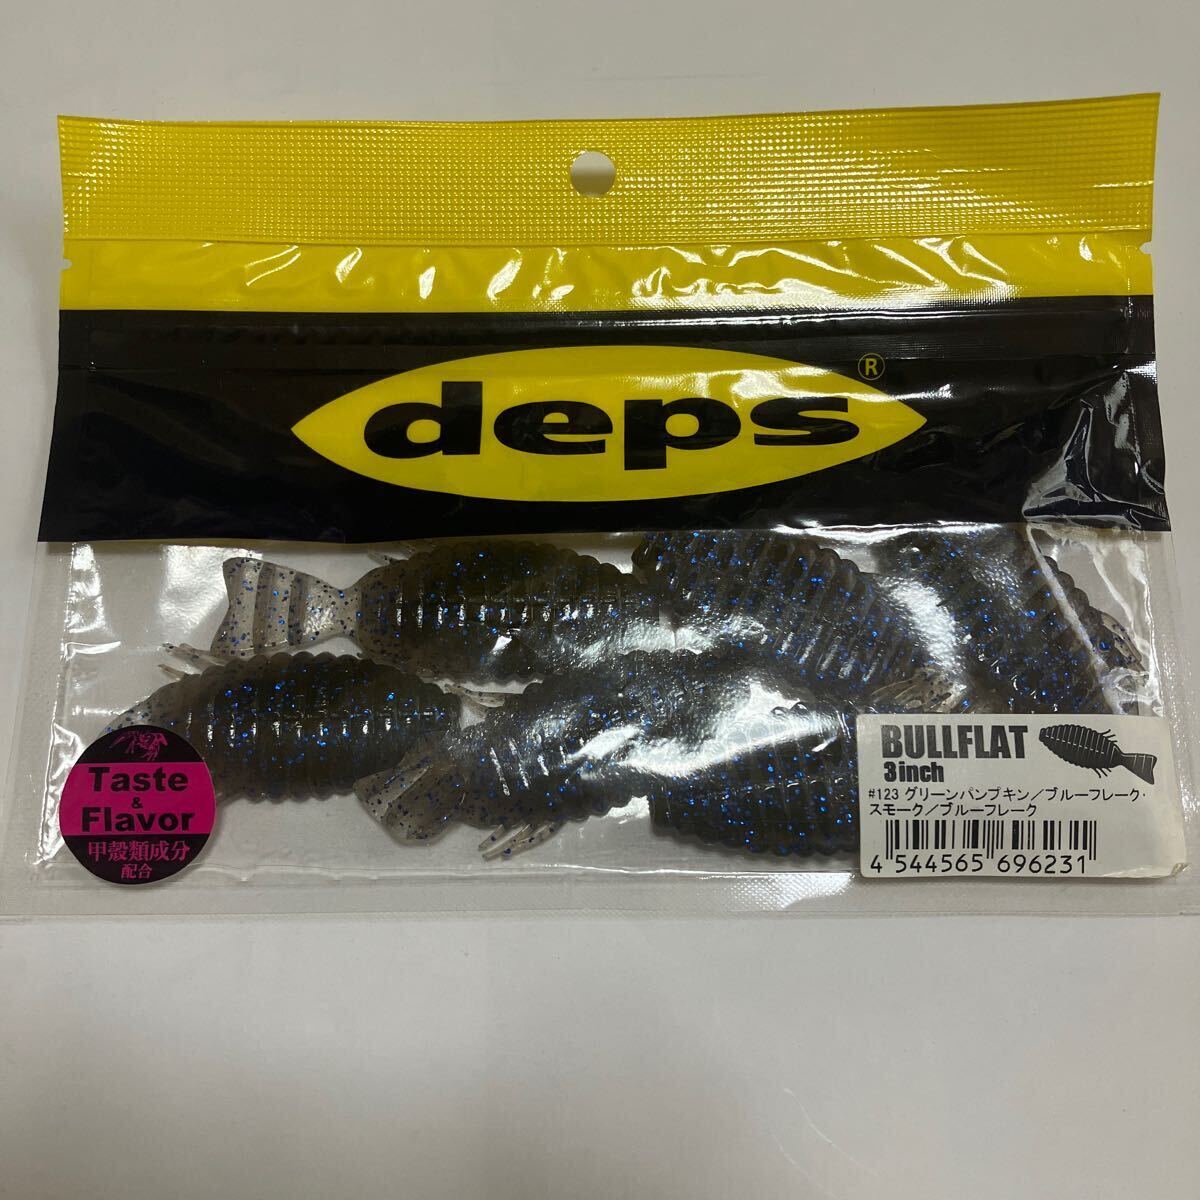 deps®
Taste
&
Flavor
甲殻類成分
配合
BULLFLAT
3inch
#123 グリーンパンプキン/ブルーフレーク・
スモーク/ブルーフレーク
4 544565 696231